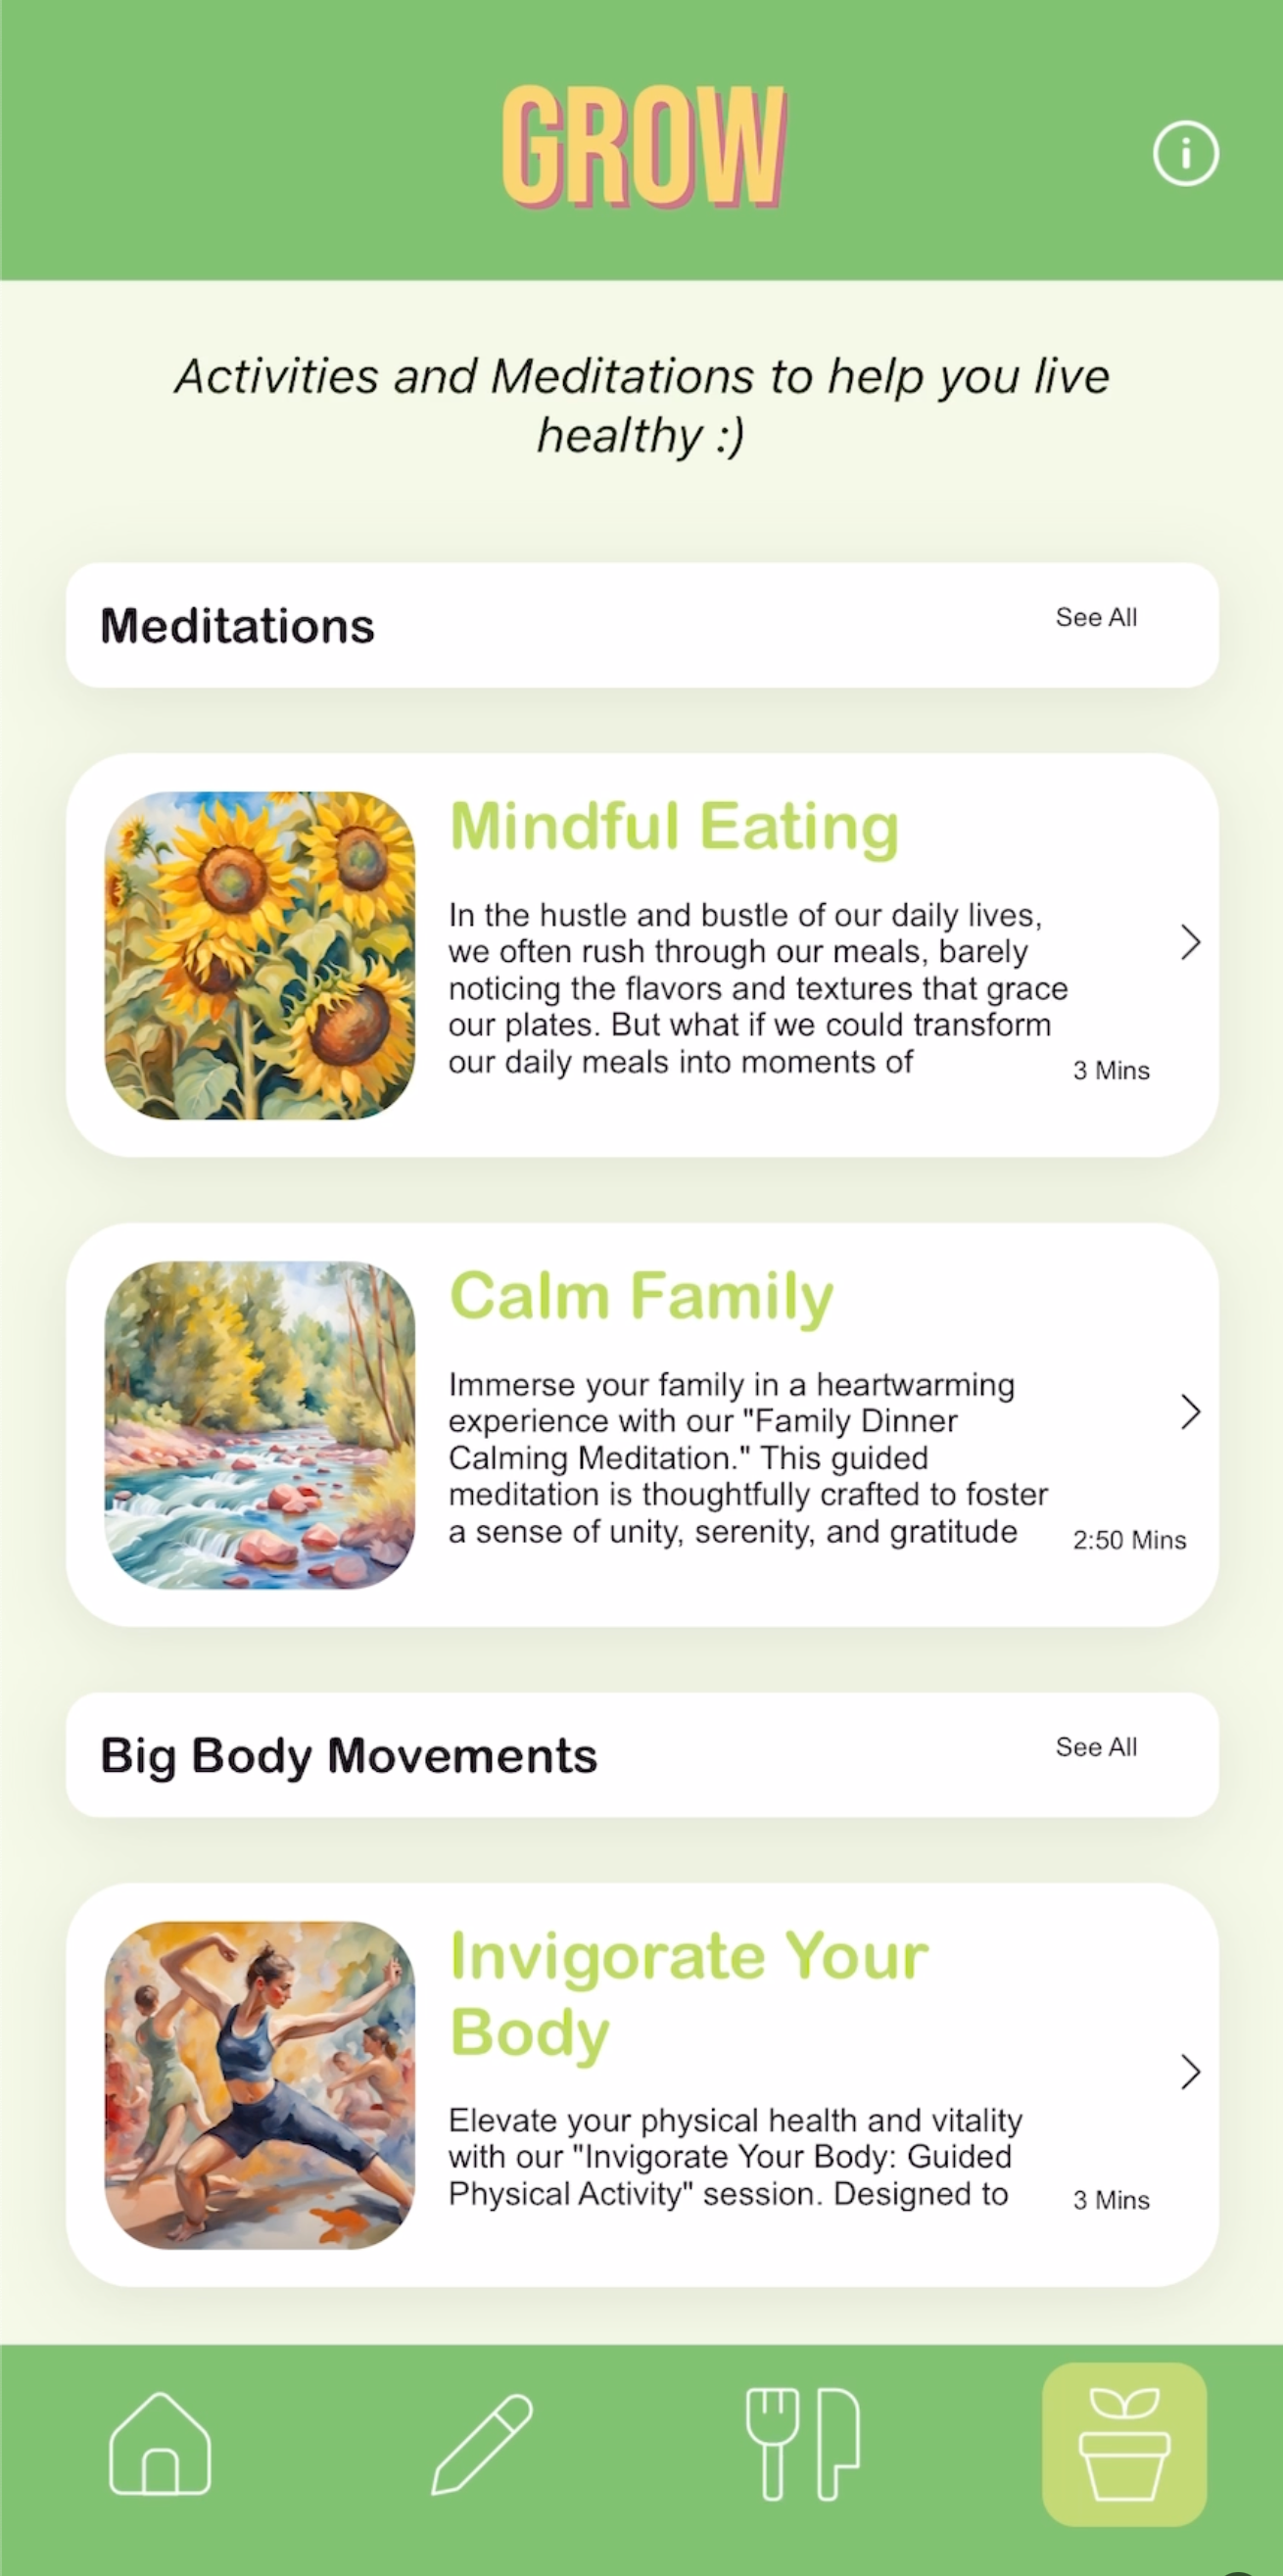 GROW
Activities and Meditations to help you live
healthy :)
Meditations
See All
Mindful Eating
In the hustle and bustle of our daily lives,
we often rush through our meals, barely
noticing the flavors and textures that grace
our plates. But what if we could transform
our daily meals into moments of
3 Mins
Calm Family
Immerse your family in a heartwarming
experience with our "Family Dinner
Calming Meditation." This guided
meditation is thoughtfully crafted to foster
a sense of unity, serenity, and gratitude
2:50 Mins
Big Body Movements
See All
Invigorate Your
Body
Elevate your physical health and vitality
with our "Invigorate Your Body: Guided
Physical Activity" session. Designed to
3 Mins